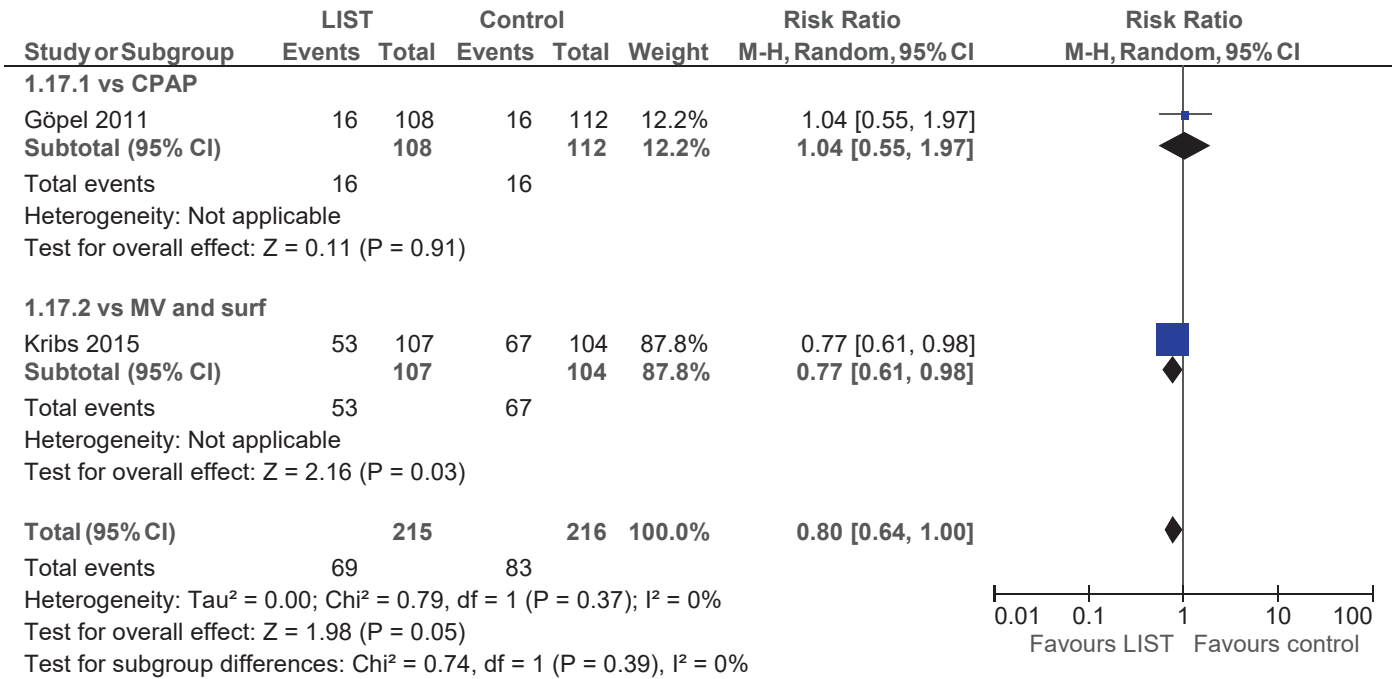 LIST Control Risk Ratio Risk Ratio
Study or Subgroup Events Total Events Total Weight M-H, Random, 95% CI M-H, Random, 95% CI
1.17.1 vs CPAP
Göpel 2011 16 108 16 112 12.2% 1.04 [0.55, 1.97]
Subtotal (95% CI) 108 112 12.2% 1.04 [0.55, 1.97]
Total events 16 16
Heterogeneity: Not applicable
Test for overall effect: Z = 0.11 (P = 0.91)
1.17.2 vs MV and surf
Kribs 2015 53 107 67 104 87.8% 0.77 [0.61, 0.98]
Subtotal (95% CI) 107 104 87.8% 0.77 [0.61, 0.98]
Total events 53 67
Heterogeneity: Not applicable
Test for overall effect: Z = 2.16 (P = 0.03)
Total (95% CI) 215 216 100.0% 0.80 [0.64, 1.00]
Total events 69 83
Heterogeneity: Tau² = 0.00; Chi² = 0.79, df = 1 (P = 0.37); I² = 0%
Test for overall effect: Z = 1.98 (P = 0.05)
Test for subgroup differences: Chi² = 0.74, df = 1 (P = 0.39), I² = 0%
0.01 0.1 1 10 100
Favours LIST Favours control